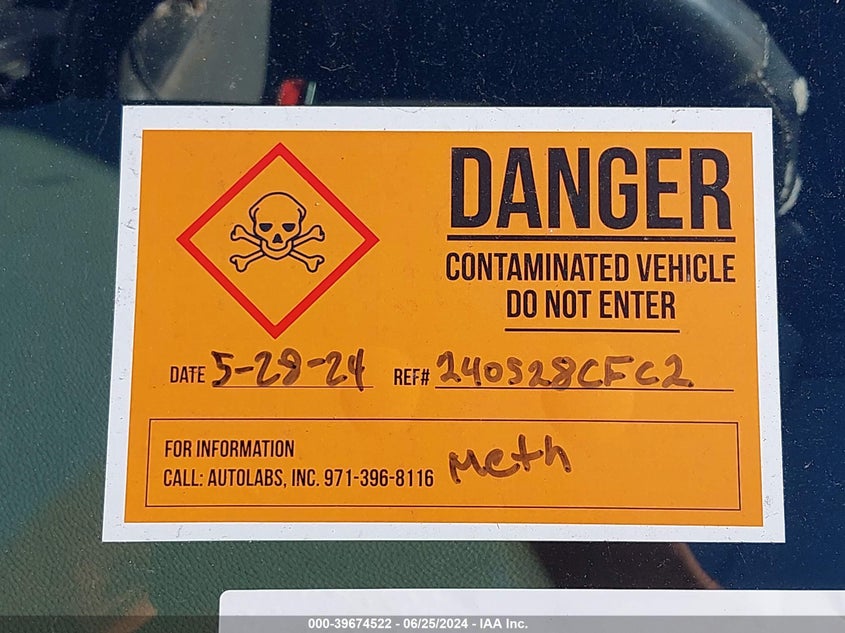 DANGER
CONTAMINATED VEHICLE
DO NOT ENTER
DATE 5-28-24 REF# 240528CFC2
FOR INFORMATION
CALL: AUTOLABS, INC. 971-396-8116 Meth
000-39674522 - 06/25/2024 - IAA Inc.